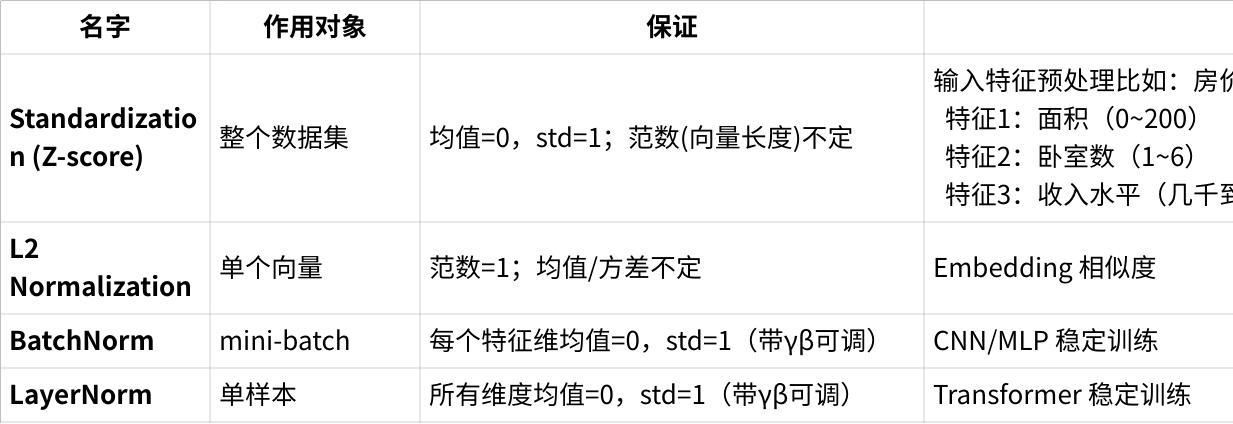 名字 作用对象 保证
Standardizatio
n (Z-score)
整个数据集
均值=0，std=1；范数(向量长度)不定
输入特征预处理比如：房价
特征1：面积（0~200）
特征2：卧室数（1~6）
特征3：收入水平（几千到
L2
Normalization
单个向量
范数=1；均值/方差不定
Embedding 相似度
BatchNorm
mini-batch
每个特征维均值=0，std=1（带γβ可调）
CNN/MLP 稳定训练
LayerNorm
单样本
所有维度均值=0，std=1（带γβ可调）
Transformer 稳定训练